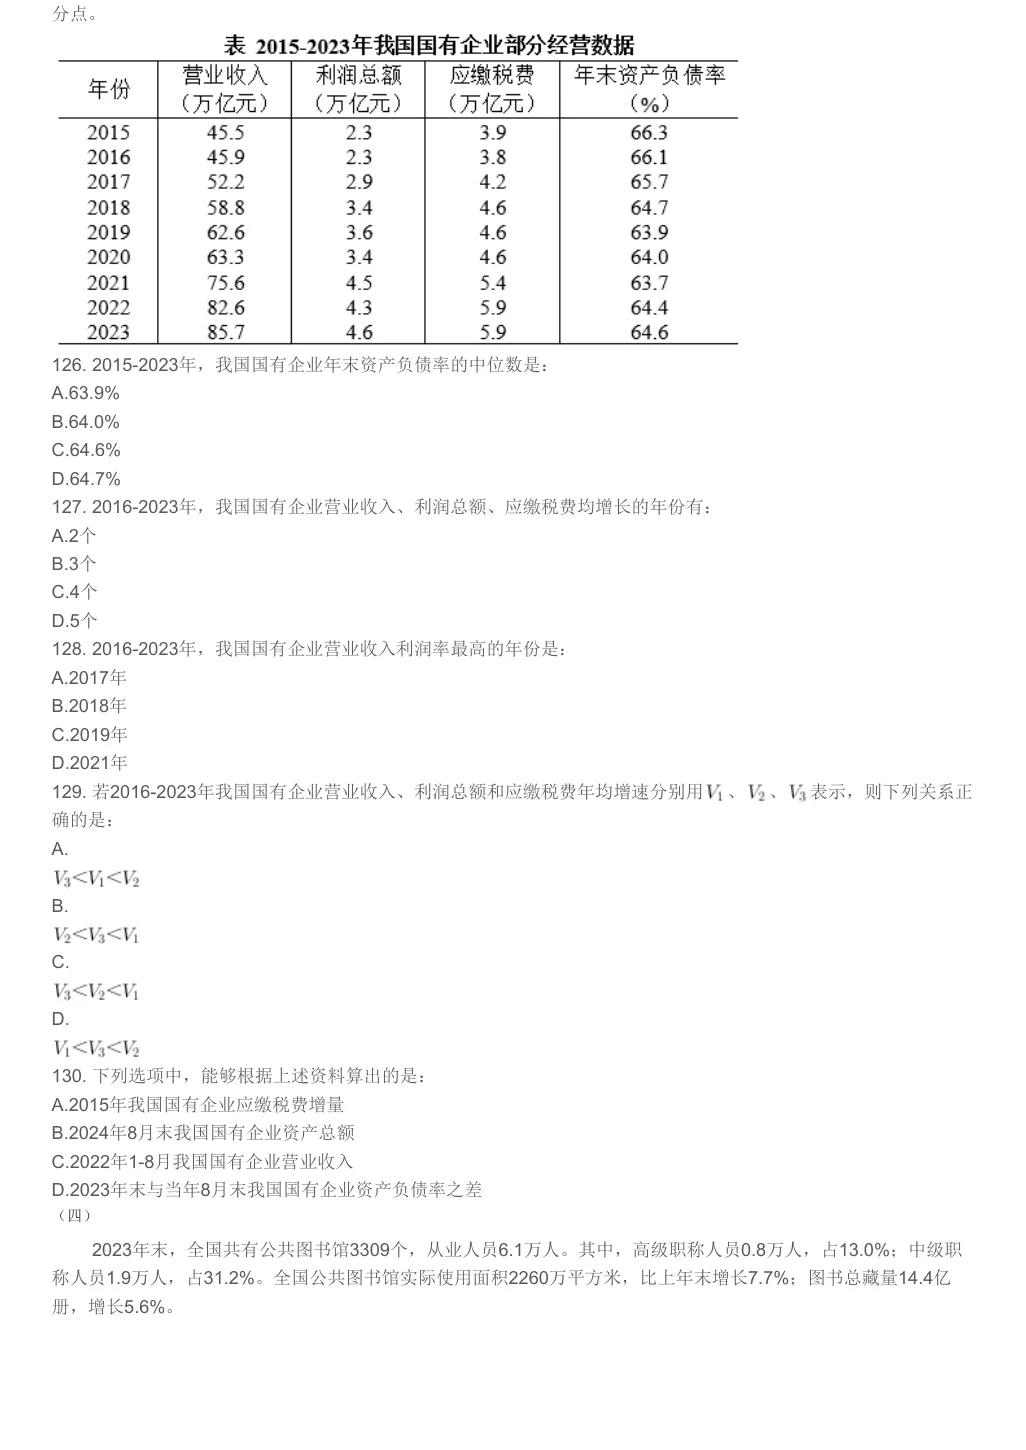 分点。
表 2015-2023年我国国有企业部分经营数据
年份 营业收入（万亿元） 利润总额（万亿元） 应缴税费（万亿元） 年末资产负债率（%）
2015 45.5 2.3 3.9 66.3
2016 45.9 2.3 3.8 66.1
2017 52.2 2.9 4.2 65.7
2018 58.8 3.4 4.6 64.7
2019 62.6 3.6 4.6 63.9
2020 63.3 3.4 4.6 64.0
2021 75.6 4.5 5.4 63.7
2022 82.6 4.3 5.9 64.4
2023 85.7 4.6 5.9 64.6
126. 2015-2023年，我国国有企业年末资产负债率的中位数是：
A.63.9%
B.64.0%
C.64.6%
D.64.7%
127. 2016-2023年，我国国有企业营业收入、利润总额、应缴税费均增长的年份有：
A.2个
B.3个
C.4个
D.5个
128. 2016-2023年，我国国有企业营业收入利润率最高的年份是：
A.2017年
B.2018年
C.2019年
D.2021年
129. 若2016-2023年我国国有企业营业收入、利润总额和应缴税费年均增速分别用V₁、V₂、V₃表示，则下列关系正
确的是：
A.
V₃<V₁<V₂
B.
V₂<V₃<V₁
C.
V₃<V₂<V₁
D.
V₁<V₃<V₂
130. 下列选项中，能够根据上述资料算出的是：
A.2015年我国国有企业应缴税费增量
B.2024年8月末我国国有企业资产总额
C.2022年1-8月我国国有企业营业收入
D.2023年末与当年8月末我国国有企业资产负债率之差
（四）
2023年末，全国共有公共图书馆3309个，从业人员6.1万人。其中，高级职称人员0.8万人，占13.0%；中级职
称人员1.9万人，占31.2%。全国公共图书馆实际使用面积2260万平方米，比上年末增长7.7%；图书总藏量14.4亿
册，增长5.6%。